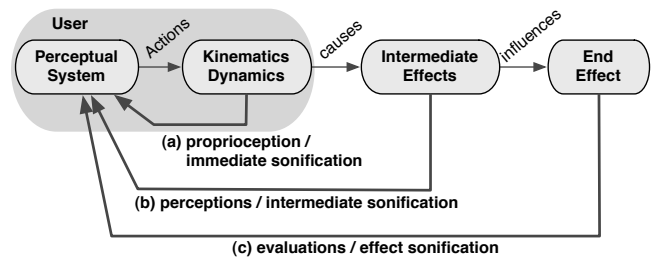 User
Perceptual
System
Actions
Kinematics
Dynamics
causes
Intermediate
Effects
influences
End
Effect
(a) proprioception /
immediate sonification
(b) perceptions / intermediate sonification
(c) evaluations / effect sonification